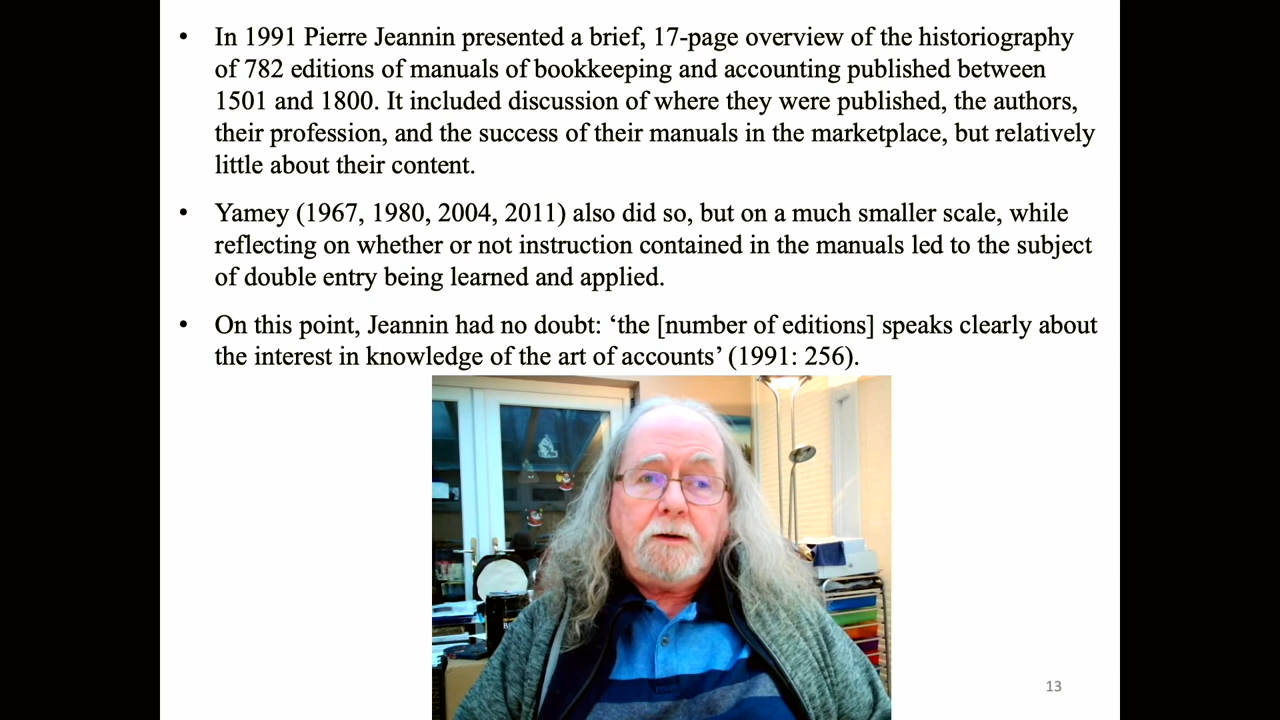 • In 1991 Pierre Jeannin presented a brief, 17-page overview of the historiography
of 782 editions of manuals of bookkeeping and accounting published between
1501 and 1800. It included discussion of where they were published, the authors,
their profession, and the success of their manuals in the marketplace, but relatively
little about their content.
• Yamey (1967, 1980, 2004, 2011) also did so, but on a much smaller scale, while
reflecting on whether or not instruction contained in the manuals led to the subject
of double entry being learned and applied.
• On this point, Jeannin had no doubt: ‘the [number of editions] speaks clearly about
the interest in knowledge of the art of accounts’ (1991: 256).
13